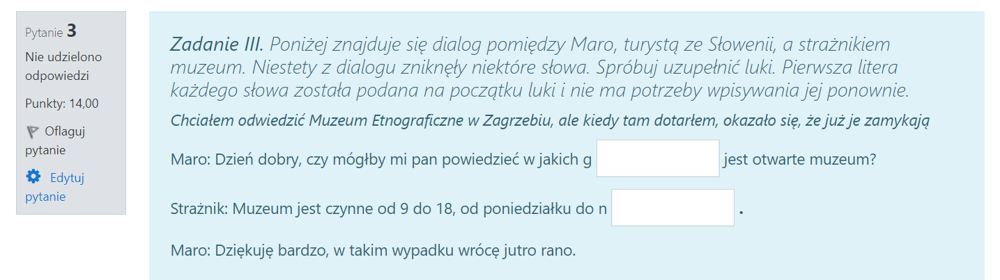 Pytanie 3
Nie udzielono
odpowiedzi
Punkty: 14,00
Oflaguj
pytanie
Edytuj
pytanie
Zadanie III. Poniżej znajduje się dialog pomiędzy Maro, turystą ze Słowenii, a strażnikiem
muzeum. Niestety z dialogu zniknęły niektóre słowa. Spróbuj uzupełnić luki. Pierwsza litera
każdego słowa została podana na początku luki i nie ma potrzeby wpisywania jej ponownie.
Chciałem odwiedzić Muzeum Etnograficzne w Zagrzebiu, ale kiedy tam dotarłem, okazało się, że już je zamykają
Maro: Dzień dobry, czy mógłby mi pan powiedzieć w jakich g jest otwarte muzeum?
Strażnik: Muzeum jest czynne od 9 do 18, od poniedziałku do n .
Maro: Dziękuję bardzo, w takim wypadku wrócę jutro rano.